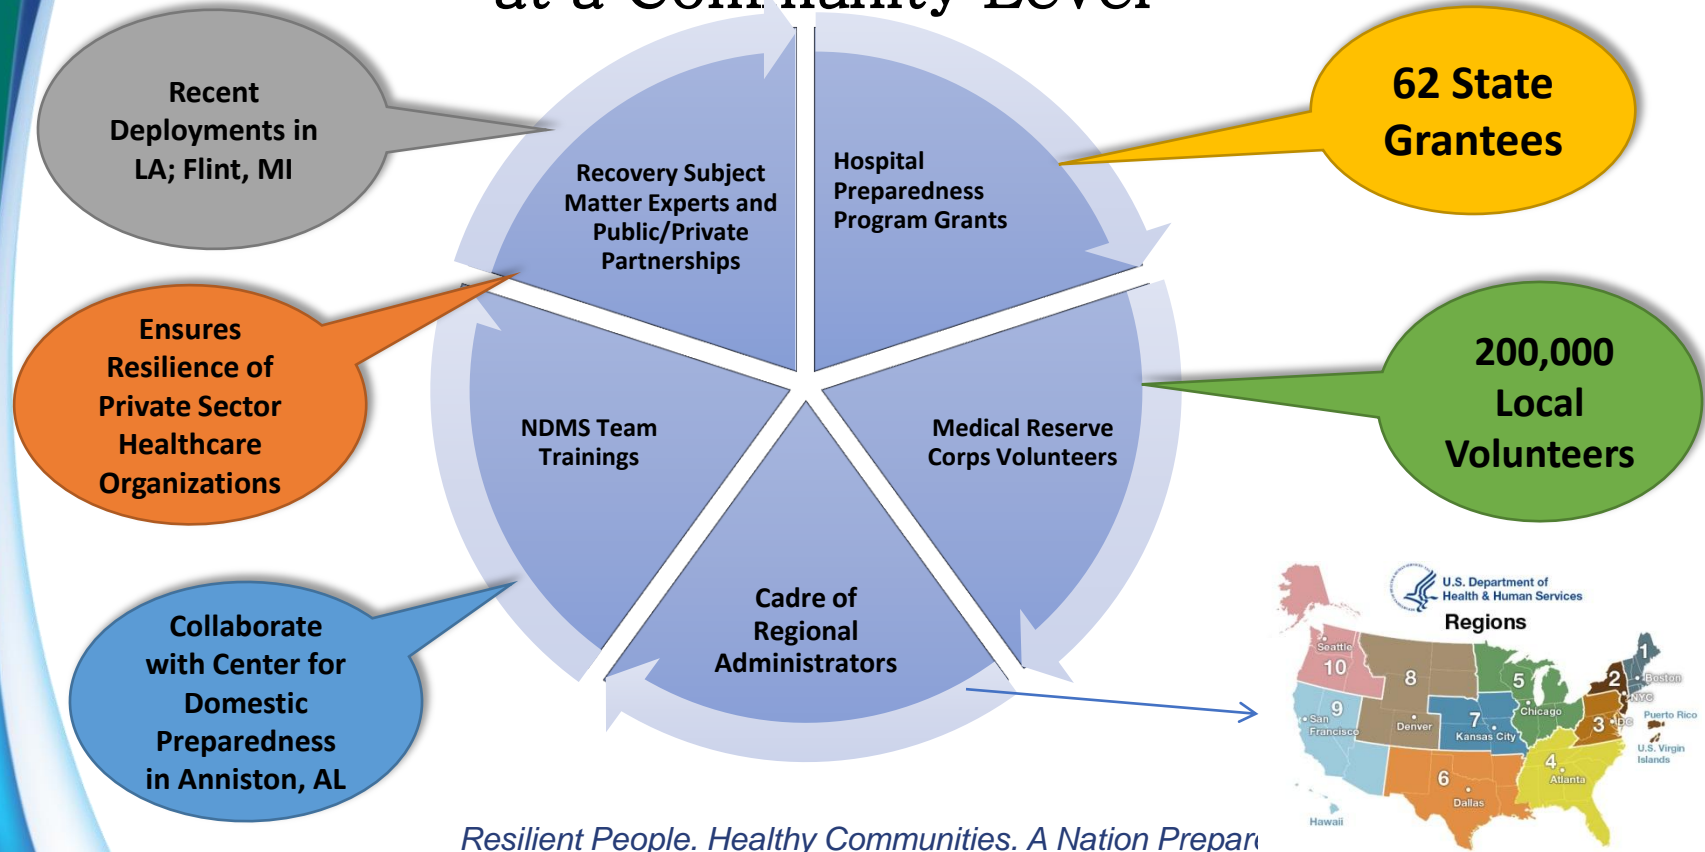 at a Community Level
Recent
Deployments in
LA; Flint, MI
62 State
Grantees
Recovery Subject
Matter Experts and
Public/Private
Partnerships
Hospital
Preparedness
Program Grants
Ensures
Resilience of
Private Sector
Healthcare
Organizations
200,000
Local
Volunteers
NDMS Team
Trainings
Medical Reserve
Corps Volunteers
Cadre of
Regional
Administrators
Collaborate
with Center for
Domestic
Preparedness
in Anniston, AL
U.S. Department of
Health & Human Services
Regions
Seattle
10
8
5
1
Boston
2
NYC
9
San
Francisco
Denver
7
Kansas City
Chicago
3
DC
Puerto Rico
U.S. Virgin
Islands
6
Dallas
4
Atlanta
Hawaii
Resilient People. Healthy Communities. A Nation Prepare